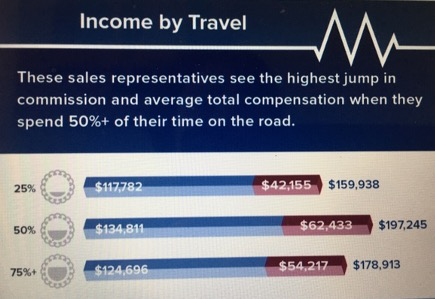 Income by Travel
These sales representatives see the highest jump in
commission and average total compensation when they
spend 50%+ of their time on the road.
25% $117,782 $42,155 $159,938
50% $134,811 $62,433 $197,245
75%+ $124,696 $54,217 $178,913